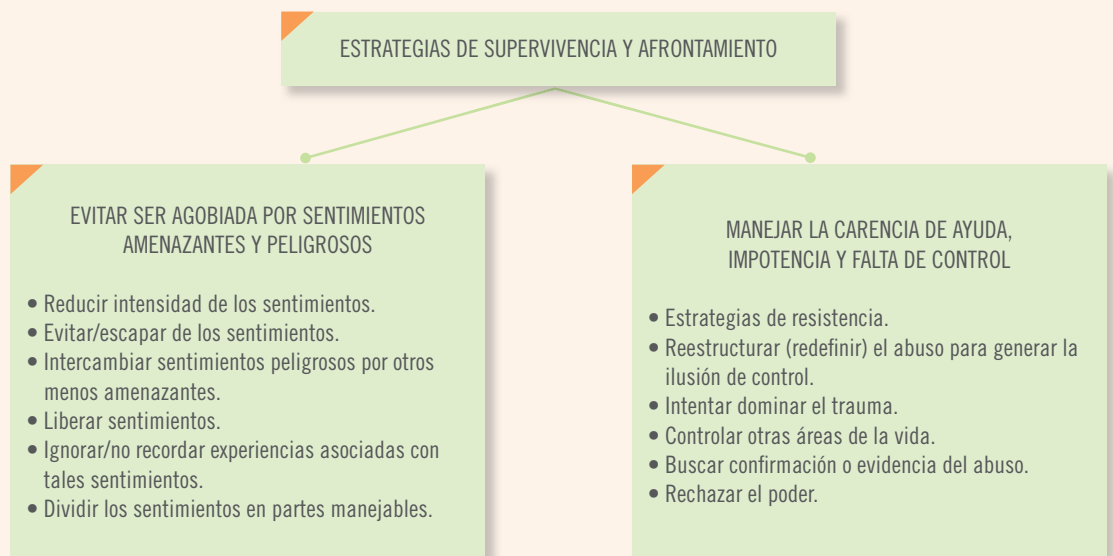 ESTRATEGIAS DE SUPERVIVENCIA Y AFRONTAMIENTO
EVITAR SER AGOBIADA POR SENTIMIENTOS
AMENAZANTES Y PELIGROSOS
• Reducir intensidad de los sentimientos.
• Evitar/escapar de los sentimientos.
• Intercambiar sentimientos peligrosos por otros
menos amenazantes.
• Liberar sentimientos.
• Ignorar/no recordar experiencias asociadas con
tales sentimientos.
• Dividir los sentimientos en partes manejables.
MANEJAR LA CARENCIA DE AYUDA,
IMPOTENCIA Y FALTA DE CONTROL
• Estrategias de resistencia.
• Reestructurar (redefinir) el abuso para generar la
ilusión de control.
• Intentar dominar el trauma.
• Controlar otras áreas de la vida.
• Buscar confirmación o evidencia del abuso.
• Rechazar el poder.